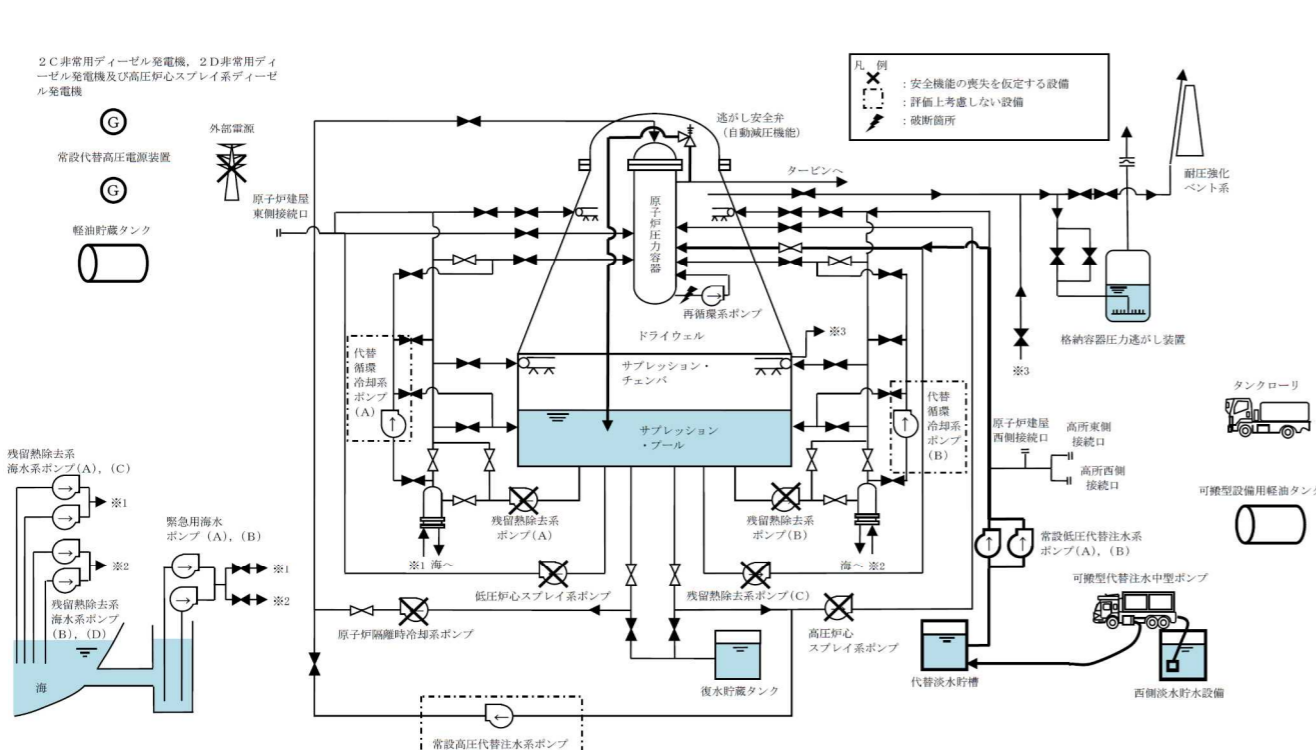 ２Ｃ非常用ディーゼル発電機，２Ｄ非常用ディ
ーゼル発電機及び高圧炉心スプレイ系ディーゼ
ル発電機
G
外部電源
常設代替高圧電源装置
G
軽油貯蔵タンク
原子炉建屋
東側接続口
逃がし安全弁
（自動減圧機能）
凡 例
：安全機能の喪失を仮定する設備
：評価上考慮しない設備
：破断箇所
タービンへ
耐圧強化
ベント系
原子炉圧力容器
再循環系ポンプ
ドライウェル
※3
格納容器圧力逃がし装置
※3
サプレッション・
チェンバ
サプレッション
・プール
代替
循環
冷却系
ポンプ
(A)
代替
循環
冷却系
ポンプ
(B)
タンクローリ
原子炉建屋
西側接続口
高所東側
接続口
高所西側
接続口
可搬型設備用軽油タンク
残留熱除去系
海水系ポンプ(A)，(C)
※1
※2
残留熱除去系
海水系ポンプ
(B)，(D)
海
緊急用海水
ポンプ (A)，(B)
※1
※2
残留熱除去系
ポンプ(A)
残留熱除去系
ポンプ(B)
※1 海へ
海へ ※2
低圧炉心スプレイ系ポンプ
残留熱除去系ポンプ(C)
原子炉隔離時冷却系ポンプ
高圧炉心
スプレイ系ポンプ
復水貯蔵タンク
常設高圧代替注水系ポンプ
常設低圧代替注水系
ポンプ(A)，(B)
可搬型代替注水中型ポンプ
代替淡水貯槽
西側淡水貯水設備